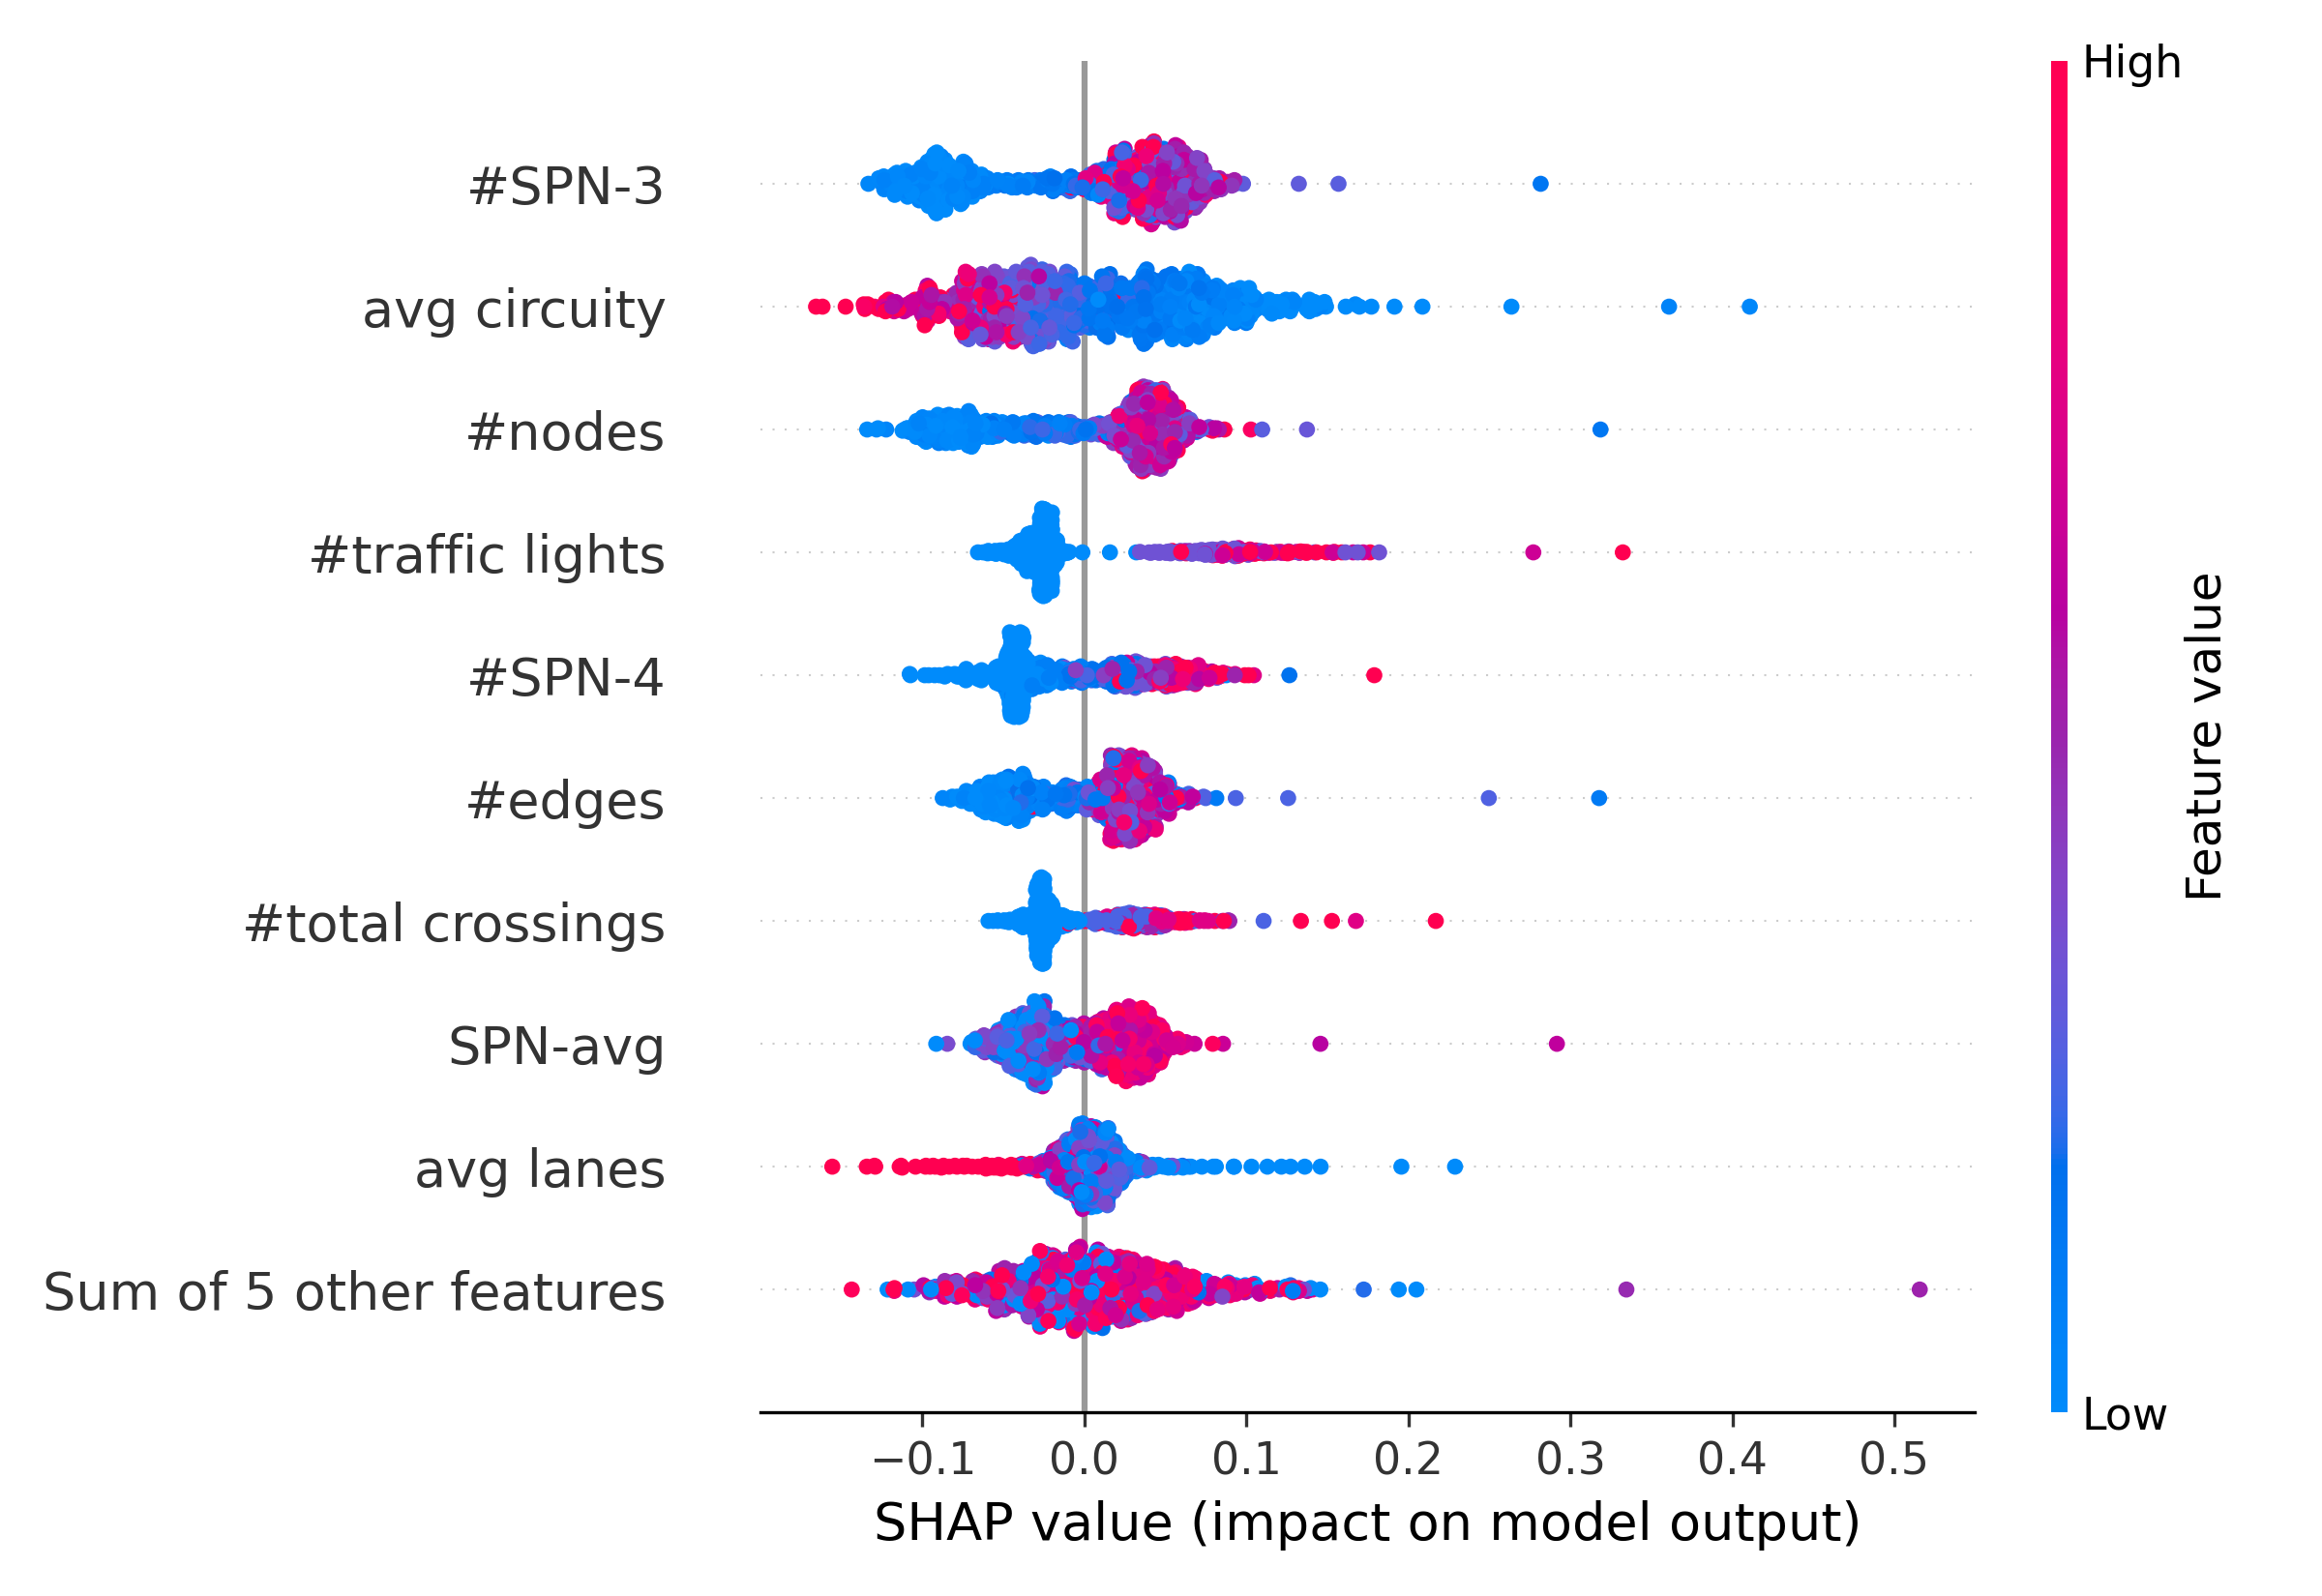 High
#SPN-3
avg circuity
#nodes
#traffic lights
#SPN-4
#edges
#total crossings
SPN-avg
avg lanes
Sum of 5 other features
Feature value
Low
−0.1 0.0 0.1 0.2 0.3 0.4 0.5
SHAP value (impact on model output)